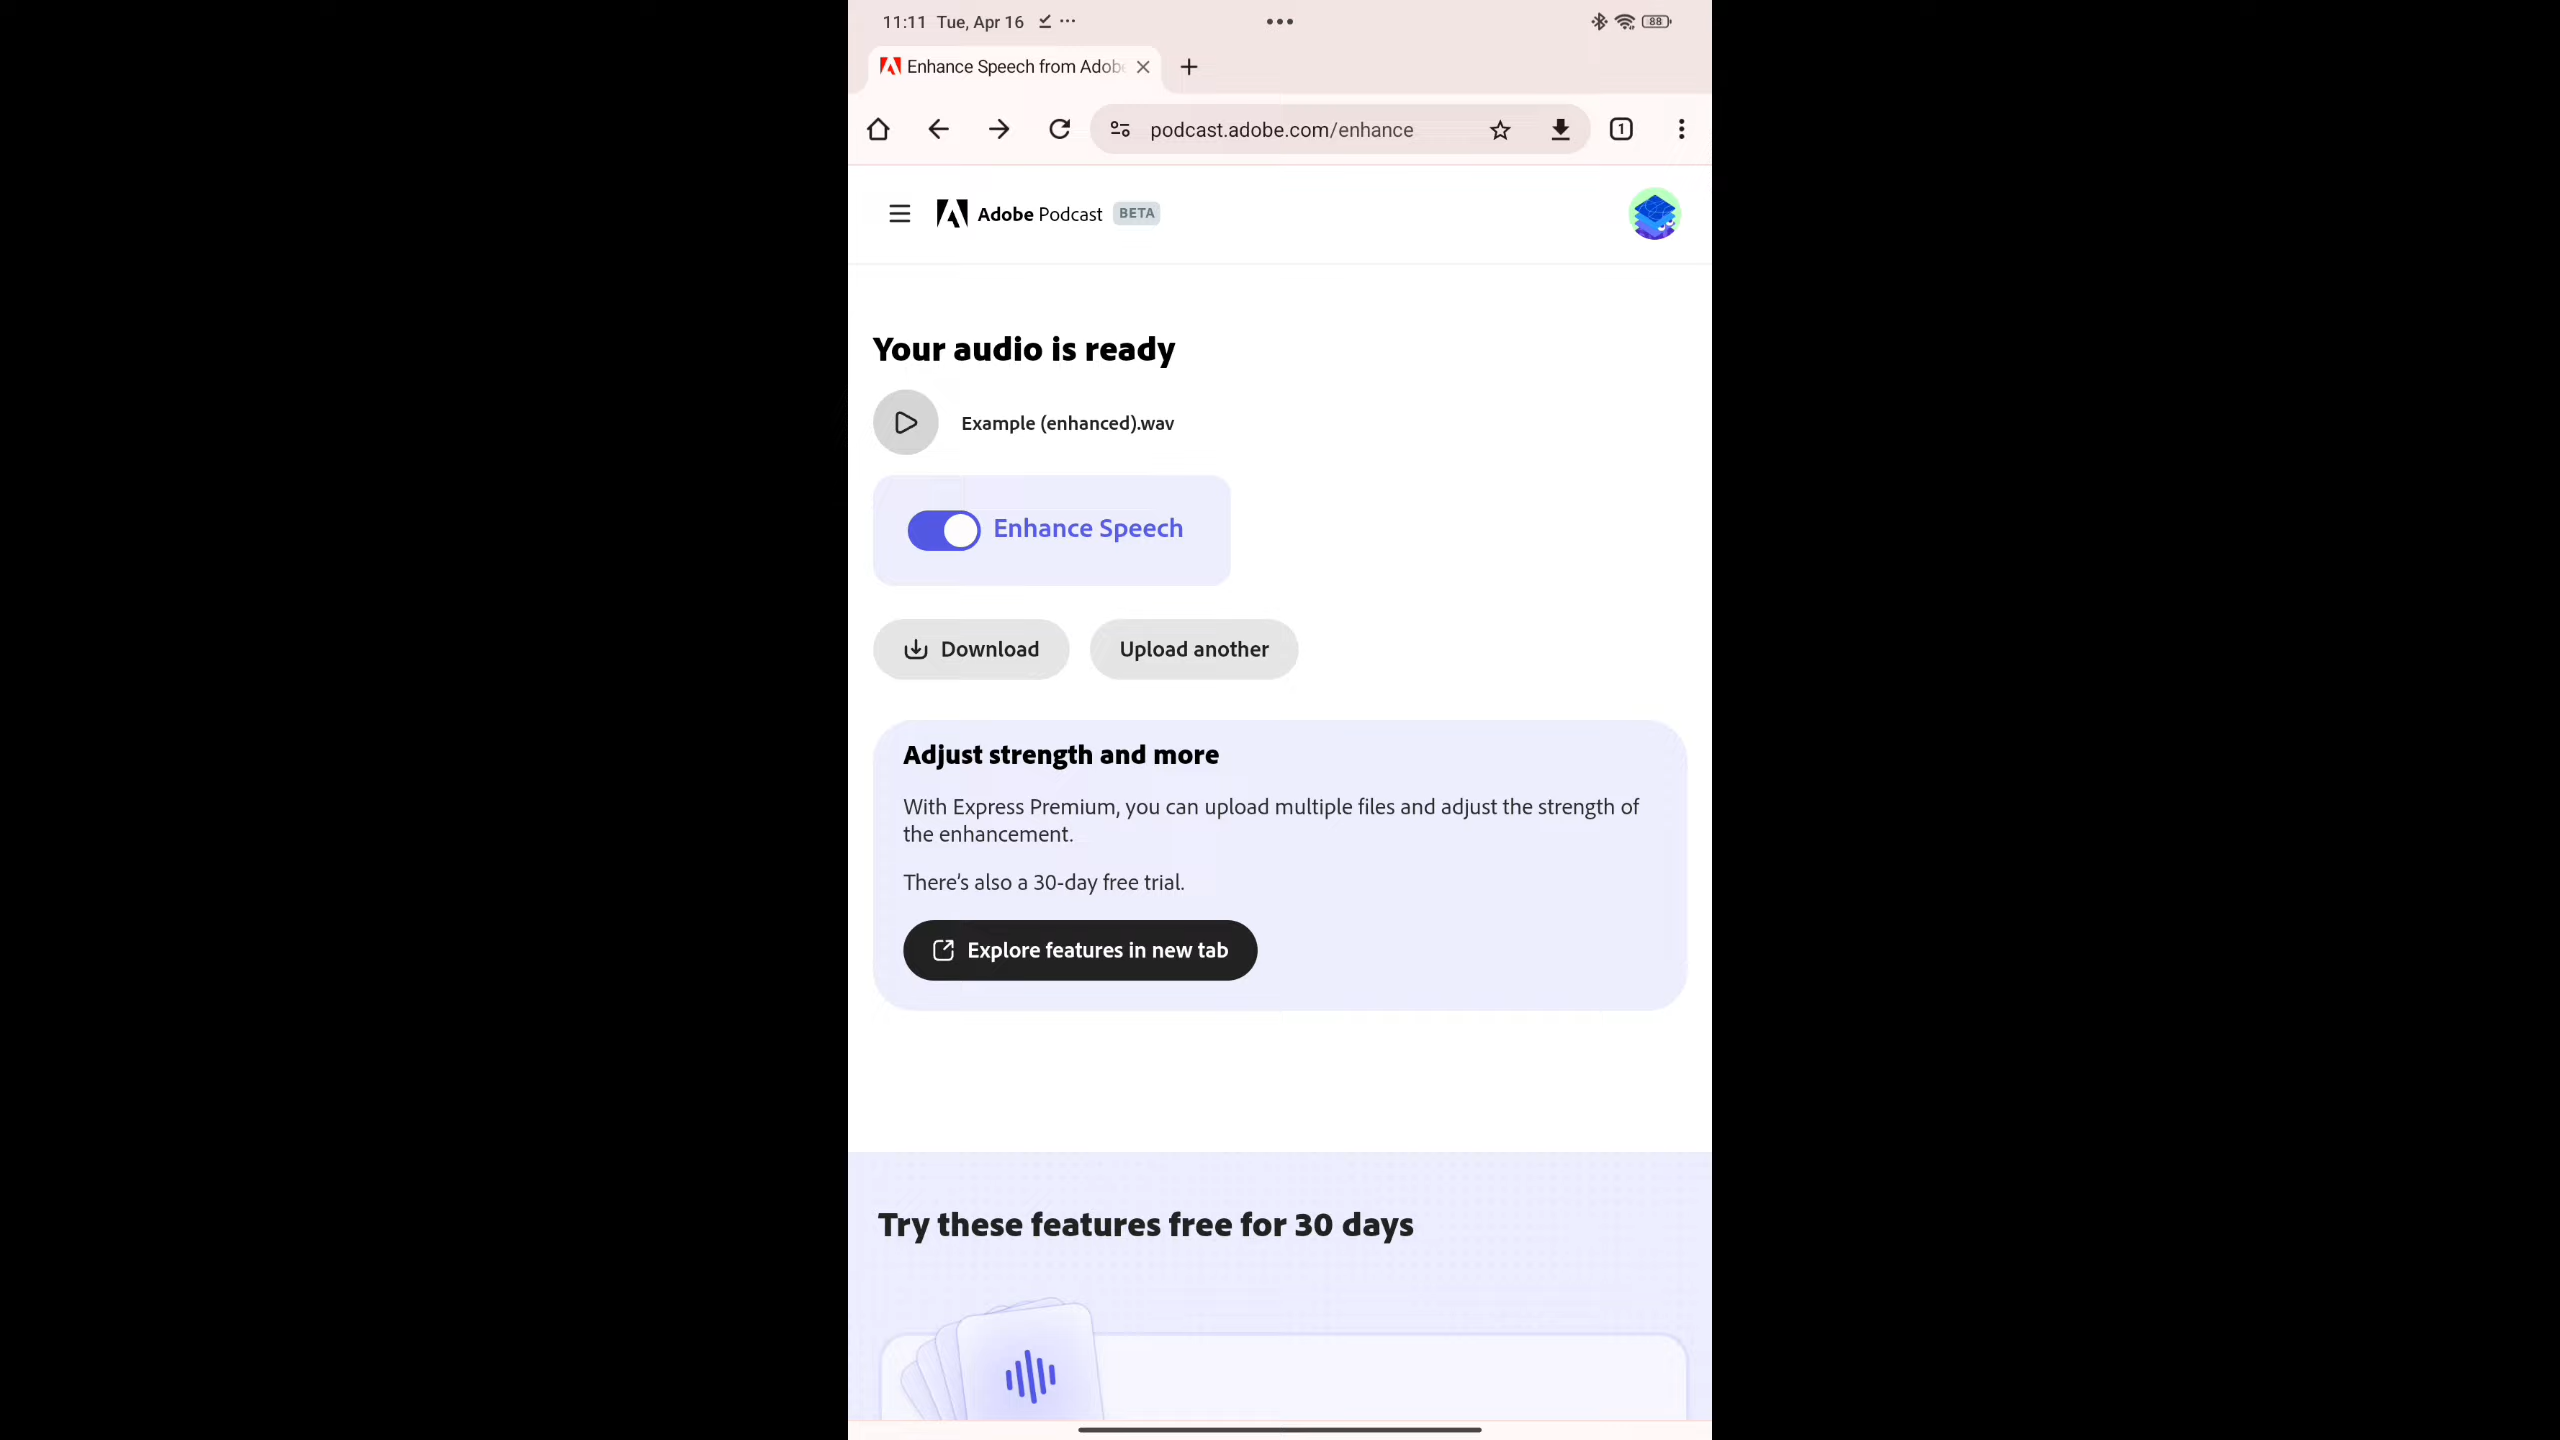 11:11 Tue, Apr 16
88
Enhance Speech from Adobe
podcast.adobe.com/enhance
1
Adobe Podcast BETA
Your audio is ready
Example (enhanced).wav
Enhance Speech
Download
Upload another
Adjust strength and more
With Express Premium, you can upload multiple files and adjust the strength of
the enhancement.
There's also a 30-day free trial.
Explore features in new tab
Try these features free for 30 days